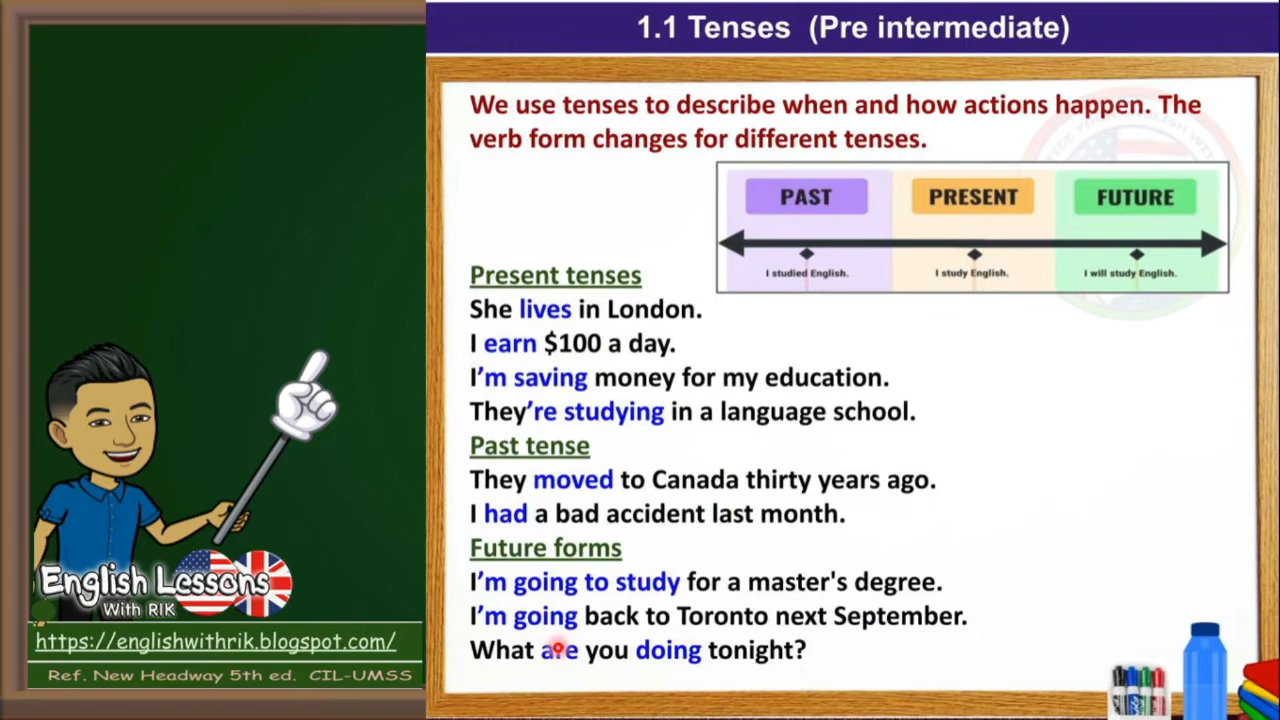 1.1 Tenses (Pre intermediate)
We use tenses to describe when and how actions happen. The
verb form changes for different tenses.
PAST PRESENT FUTURE
I studied English. I study English. I will study English.
Present tenses
She lives in London.
I earn $100 a day.
I'm saving money for my education.
They're studying in a language school.
Past tense
They moved to Canada thirty years ago.
I had a bad accident last month.
Future forms
I'm going to study for a master's degree.
I'm going back to Toronto next September.
What are you doing tonight?
English Lessons
With RIK
https://englishwithrik.blogspot.com/
Ref. New Headway 5th ed. CIL-UMSS